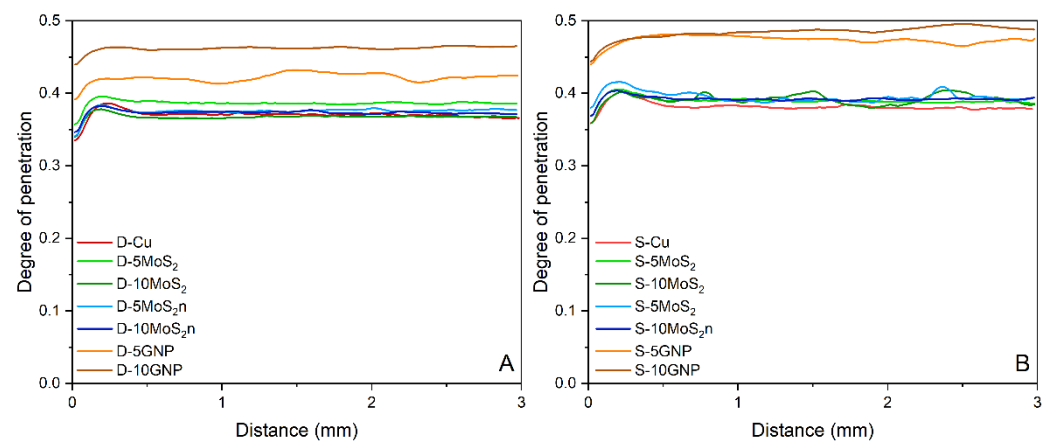 0.5
0.4
0.3
0.2
0.1
0.0
Degree of penetration
D-Cu
D-5MoS₂
D-10MoS₂
D-5MoS₂n
D-10MoS₂n
D-5GNP
D-10GNP
A
0
1
2
3
Distance (mm)
0.5
0.4
0.3
0.2
0.1
0.0
Degree of penetration
S-Cu
S-5MoS₂
S-10MoS₂
S-5MoS₂
S-10MoS₂n
S-5GNP
S-10GNP
B
0
1
2
3
Distance (mm)